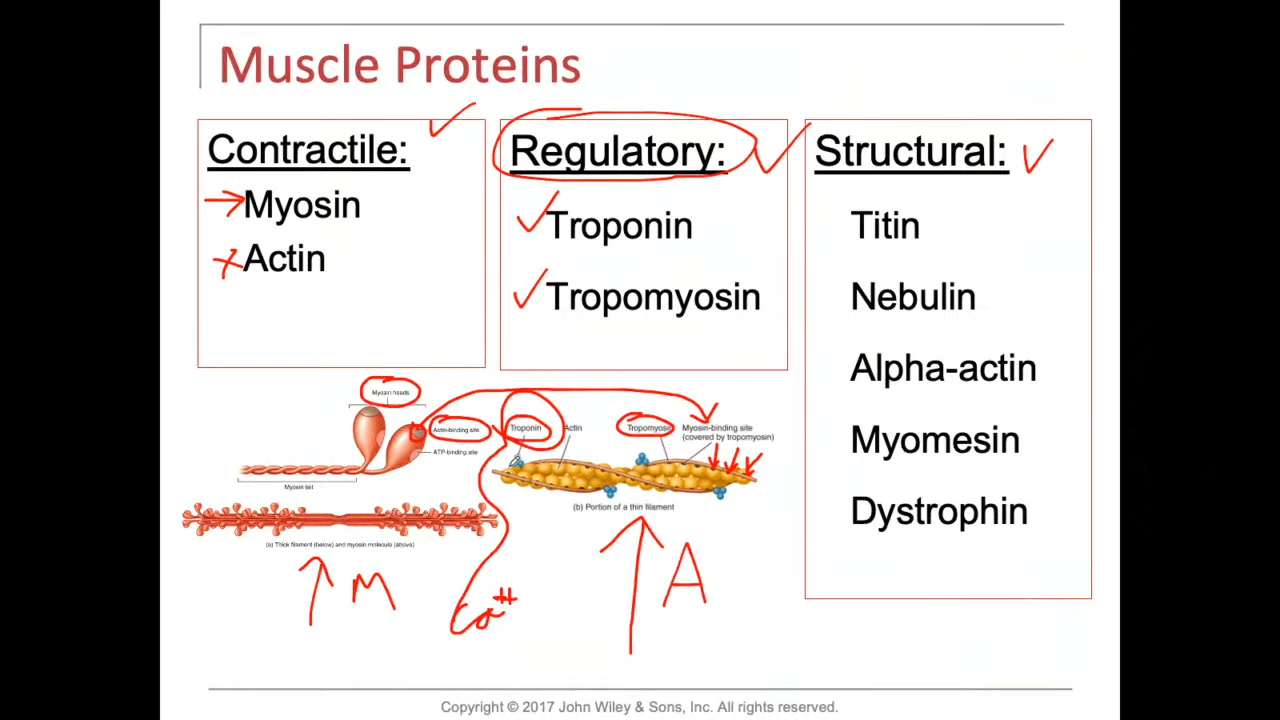 Muscle Proteins
Contractile:
Myosin
Actin
Regulatory:
Troponin
Tropomyosin
Structural:
Titin
Nebulin
Alpha-actin
Myomesin
Dystrophin
Myosin heads
Actin-binding site
ATP-binding site
Myosin tail
(a) Thick filament (below) and myosin molecule (above)
Troponin
Actin
Tropomyosin
Myosin-binding site
(covered by tropomyosin)
(b) Portion of a thin filament
M
Ca++
A
Copyright © 2017 John Wiley & Sons, Inc. All rights reserved.